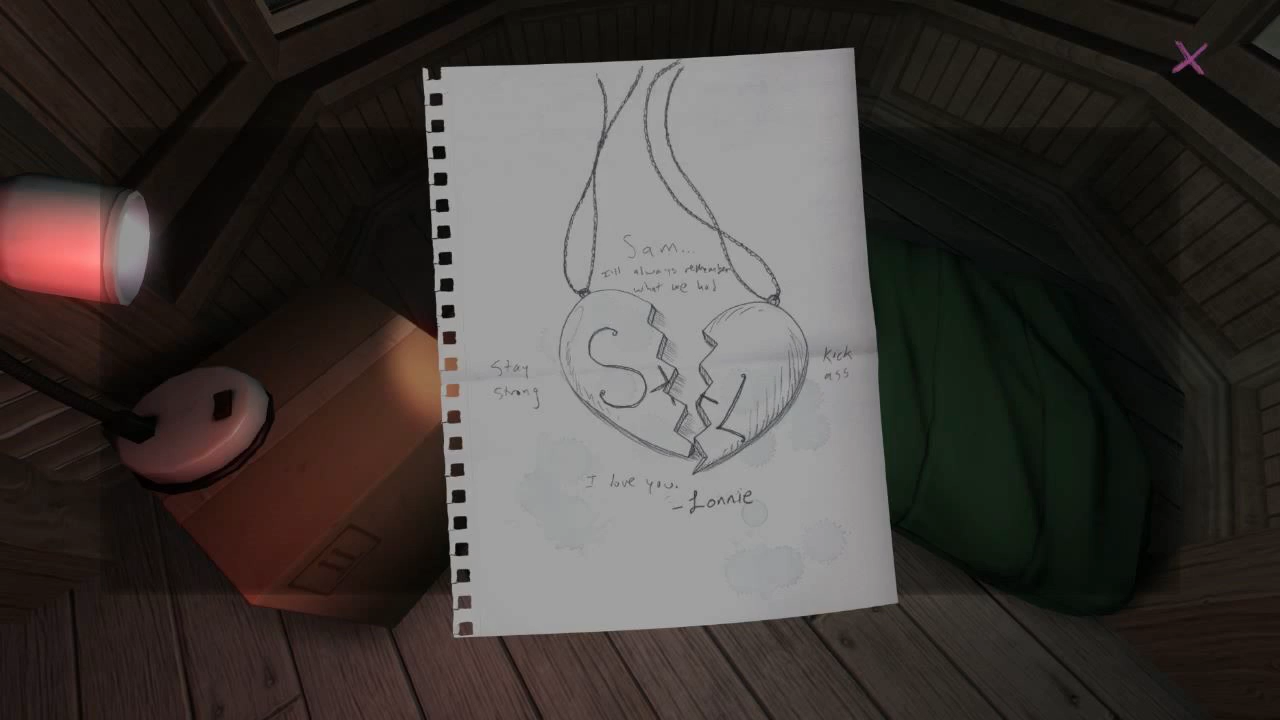 Sam...
I'll always remember
what we had
S + L
Stay
strong
Kick
ass
I love you.
-Lonnie